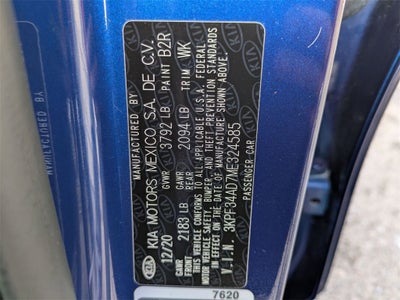 KIA MOTORS MEXICO S.A. DE C.V.
12/20 GVWR 3792 LB PAINT B2R
GAWR FRONT 2183 LB GAWR REAR 2094 LB TRIM WK
THIS VEHICLE CONFORMS TO ALL APPLICABLE U.S.A. FEDERAL
MOTOR VEHICLE SAFETY, BUMPER AND THEFT-PREVENTION STANDARDS
IN EFFECT ON THE DATE OF MANUFACTURE SHOWN ABOVE.
V.I.N. 3KPF34AD7ME324585
PASSENGER CAR
7620